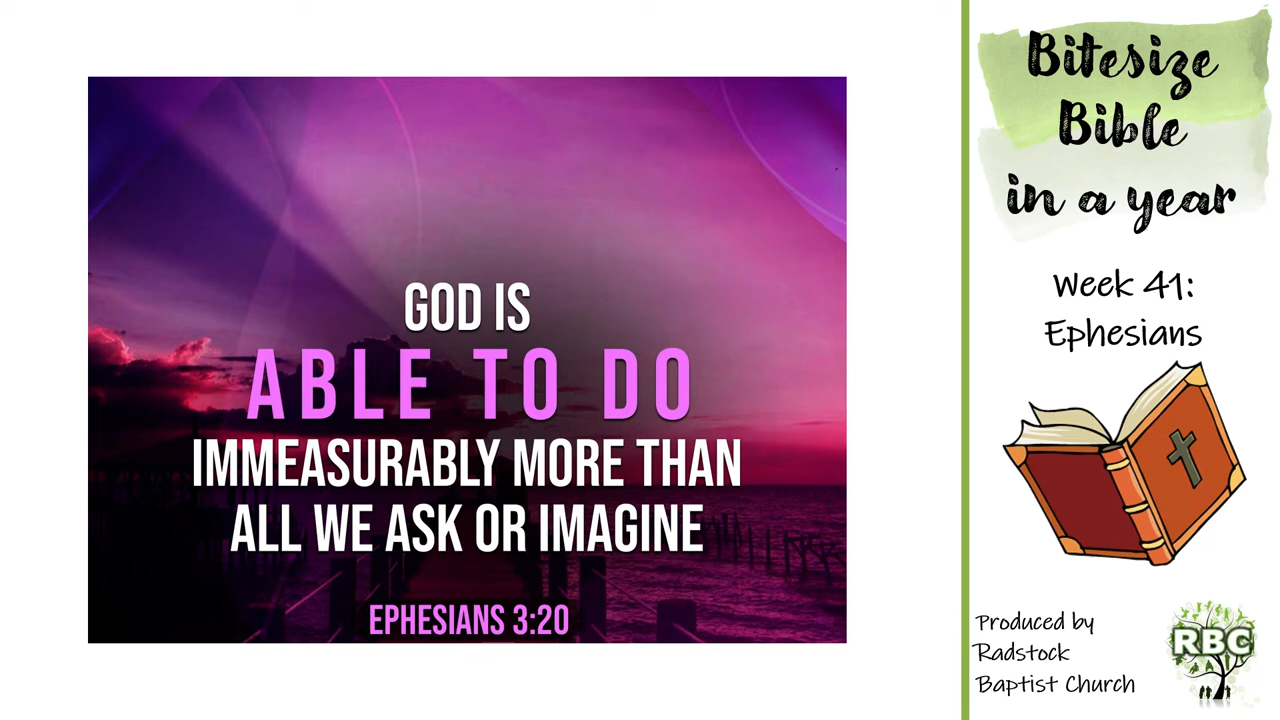 GOD IS
ABLE TO DO
IMMEASURABLY MORE THAN
ALL WE ASK OR IMAGINE
EPHESIANS 3:20
Bitesize
Bible
in a year
Week 41:
Ephesians
Produced by
Radstock
Baptist Church
RBC